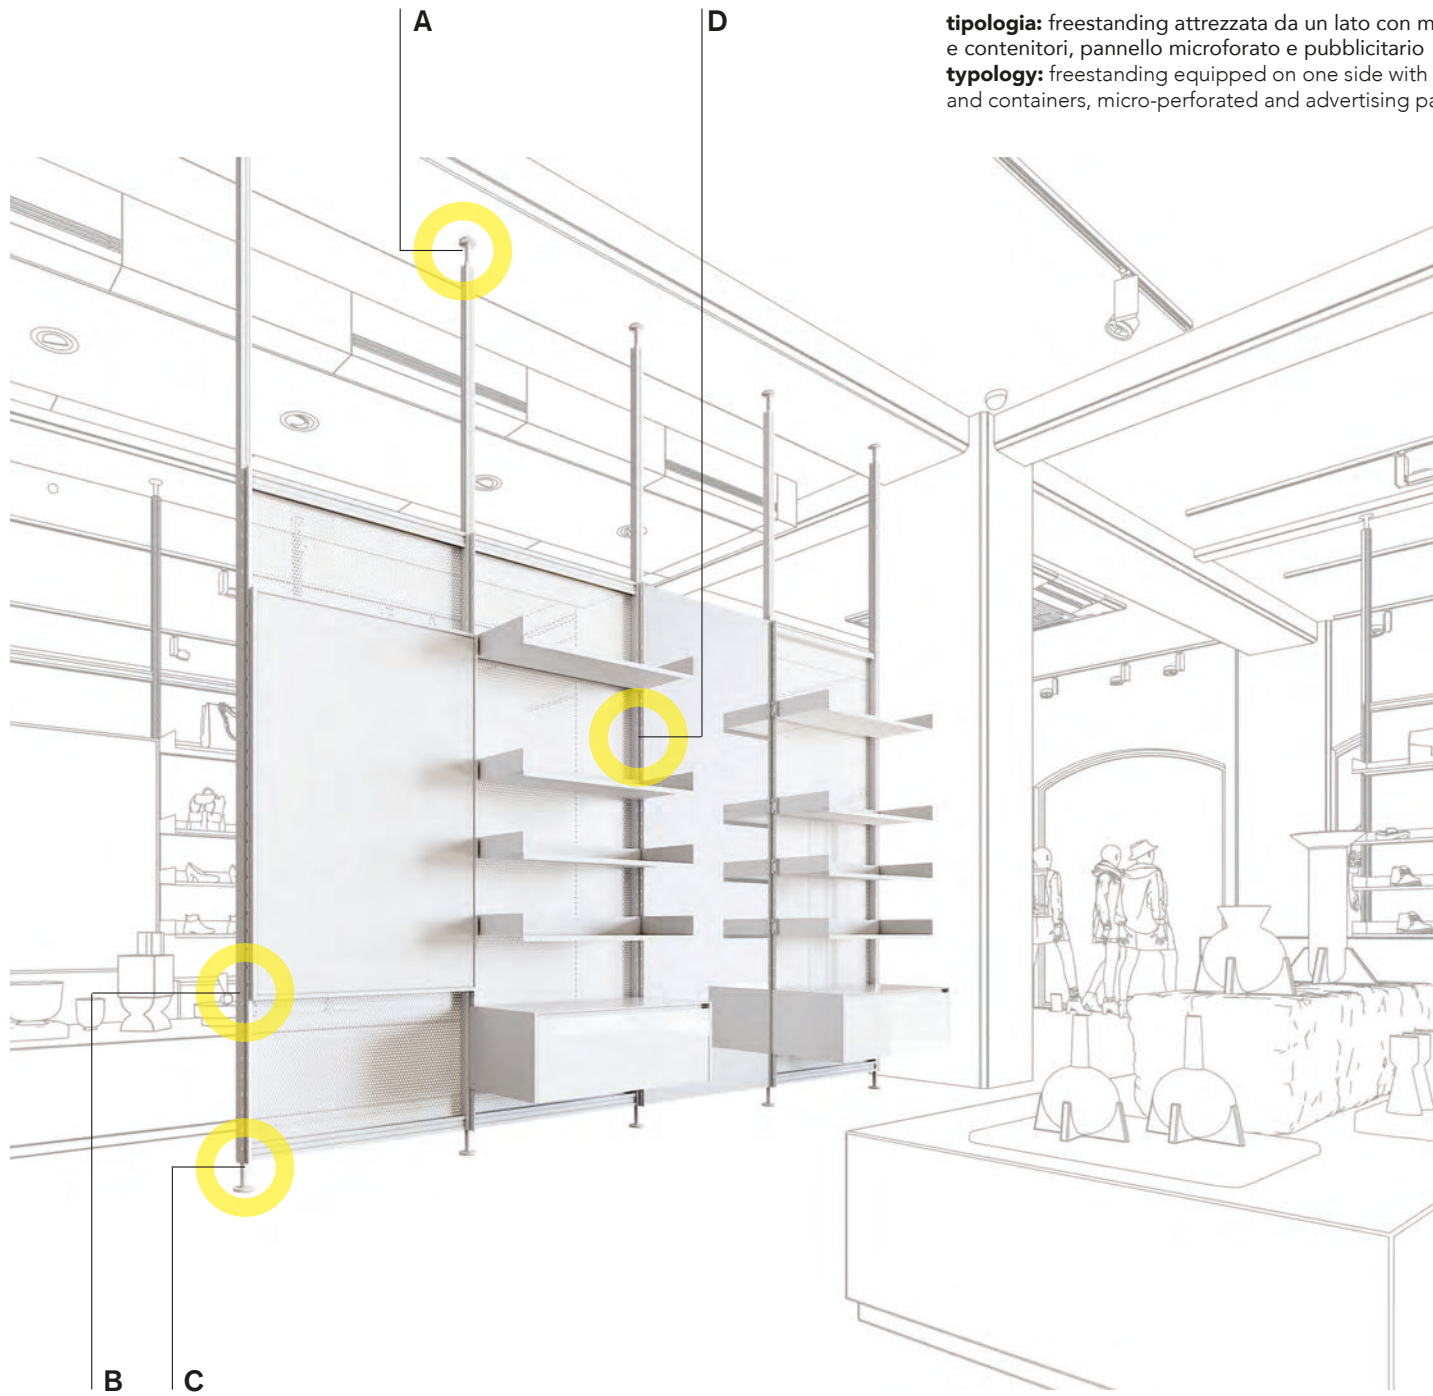 A
D
tipologia: freestanding attrezzata da un lato con
e contenitori, pannello microforato e pubblicitario
typology: freestanding equipped on one side with
and containers, micro-perforated and advertising
B
C